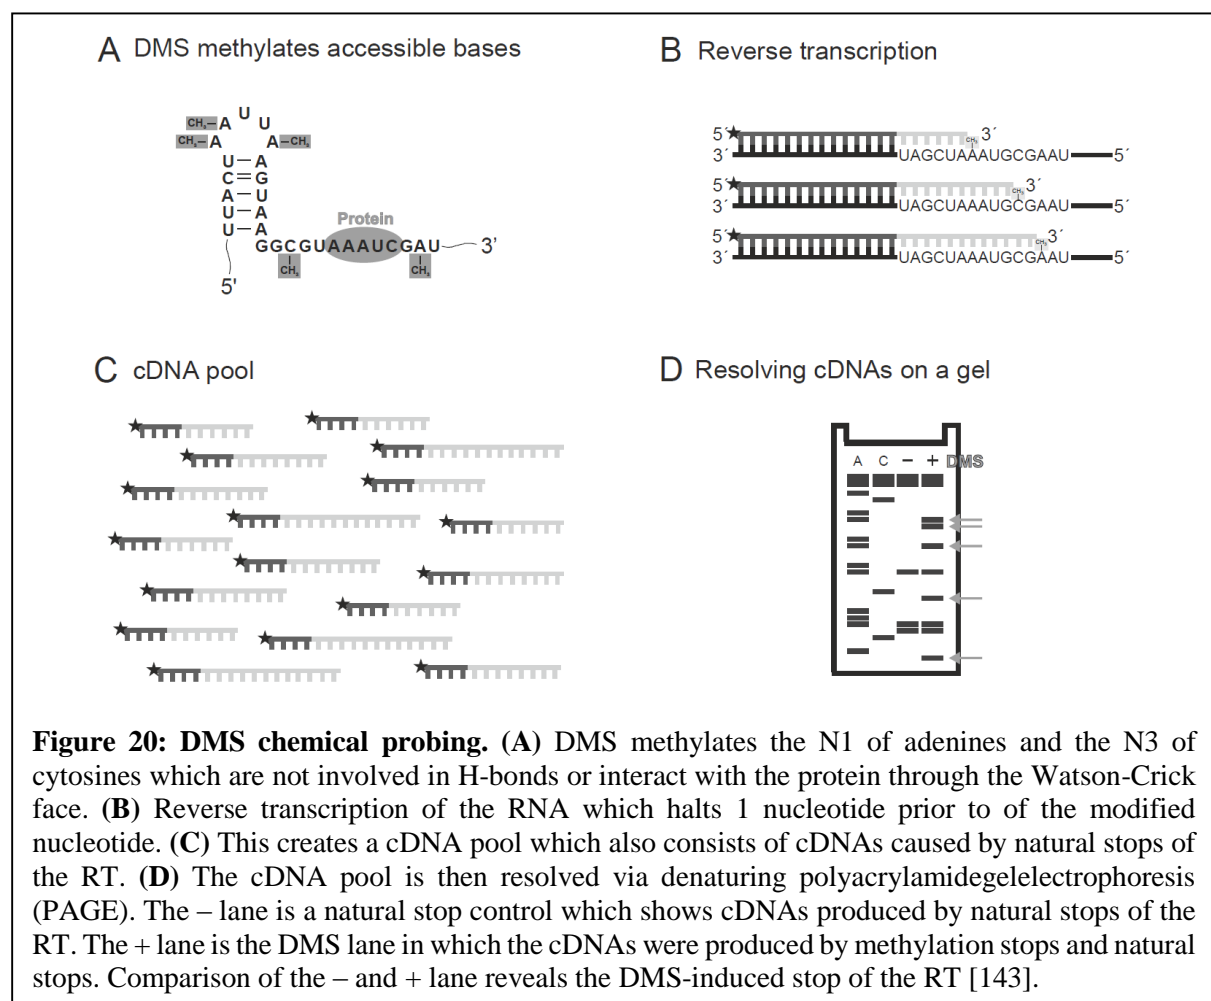 A DMS methylates accessible bases
U
A U
CH₃ A U
CH₃ A A CH₃
U A
C G
A U
U A
U A
GGCGUAAAUCGAU 3'
Protein
CH₃ CH₃
5'
B Reverse transcription
5´ 3´
CH₃
3´ UAGCUAAAUGCGAAU 5´
5´ 3´
CH₃
3´ UAGCUAAAUGCGAAU 5´
5´ 3´
CH₃
3´ UAGCUAAAUGCGAAU 5´
C cDNA pool
D Resolving cDNAs on a gel
A C – + DMS
Figure 20: DMS chemical probing. (A) DMS methylates the N1 of adenines and the N3 of
cytosines which are not involved in H-bonds or interact with the protein through the Watson-Crick
face. (B) Reverse transcription of the RNA which halts 1 nucleotide prior to of the modified
nucleotide. (C) This creates a cDNA pool which also consists of cDNAs caused by natural stops of
the RT. (D) The cDNA pool is then resolved via denaturing polyacrylamidegelelectrophoresis
(PAGE). The – lane is a natural stop control which shows cDNAs produced by natural stops of the
RT. The + lane is the DMS lane in which the cDNAs were produced by methylation stops and natural
stops. Comparison of the – and + lane reveals the DMS-induced stop of the RT [143].